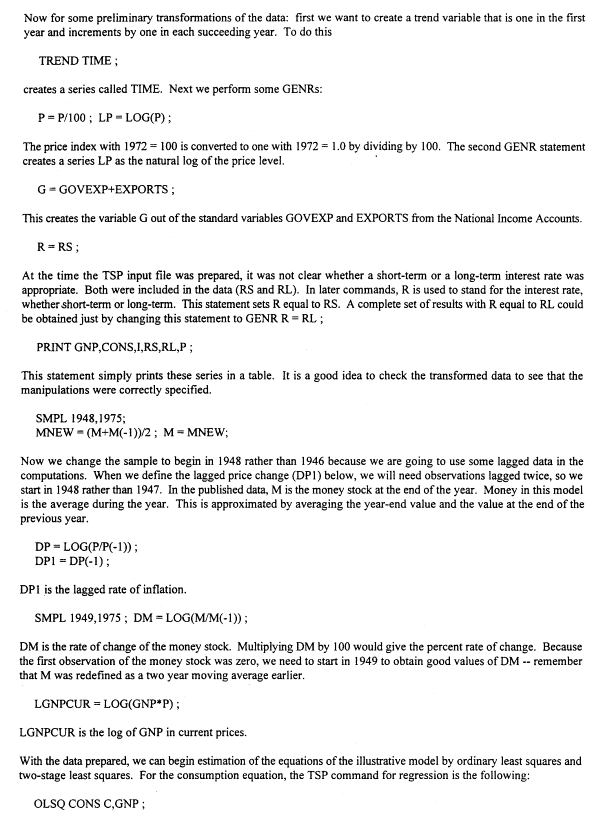 Now for some preliminary transformations of the data: first we want to create a trend variable that is one in the first
year and increments by one in each succeeding year. To do this
TREND TIME ;
creates a series called TIME. Next we perform some GENRs:
P = P/100 ; LP = LOG(P) ;
The price index with 1972 = 100 is converted to one with 1972 = 1.0 by dividing by 100. The second GENR statement
creates a series LP as the natural log of the price level.
G = GOVEXP+EXPORTS ;
This creates the variable G out of the standard variables GOVEXP and EXPORTS from the National Income Accounts.
R = RS ;
At the time the TSP input file was prepared, it was not clear whether a short-term or a long-term interest rate was
appropriate. Both were included in the data (RS and RL). In later commands, R is used to stand for the interest rate,
whether short-term or long-term. This statement sets R equal to RS. A complete set of results with R equal to RL could
be obtained just by changing this statement to GENR R = RL ;
PRINT GNP,CONS,I,RS,RL,P ;
This statement simply prints these series in a table. It is a good idea to check the transformed data to see that the
manipulations were correctly specified.
SMPL 1948,1975;
MNEW = (M+M(-1))/2 ; M = MNEW;
Now we change the sample to begin in 1948 rather than 1946 because we are going to use some lagged data in the
computations. When we define the lagged price change (DP1) below, we will need observations lagged twice, so we
start in 1948 rather than 1947. In the published data, M is the money stock at the end of the year. Money in this model
is the average during the year. This is approximated by averaging the year-end value and the value at the end of the
previous year.
DP = LOG(P/P(-1)) ;
DP1 = DP(-1) ;
DP1 is the lagged rate of inflation.
SMPL 1949,1975 ; DM = LOG(M/M(-1)) ;
DM is the rate of change of the money stock. Multiplying DM by 100 would give the percent rate of change. Because
the first observation of the money stock was zero, we need to start in 1949 to obtain good values of DM -- remember
that M was redefined as a two year moving average earlier.
LGNPCUR = LOG(GNP*P) ;
LGNPCUR is the log of GNP in current prices.
With the data prepared, we can begin estimation of the equations of the illustrative model by ordinary least squares and
two-stage least squares. For the consumption equation, the TSP command for regression is the following:
OLSQ CONS C,GNP ;